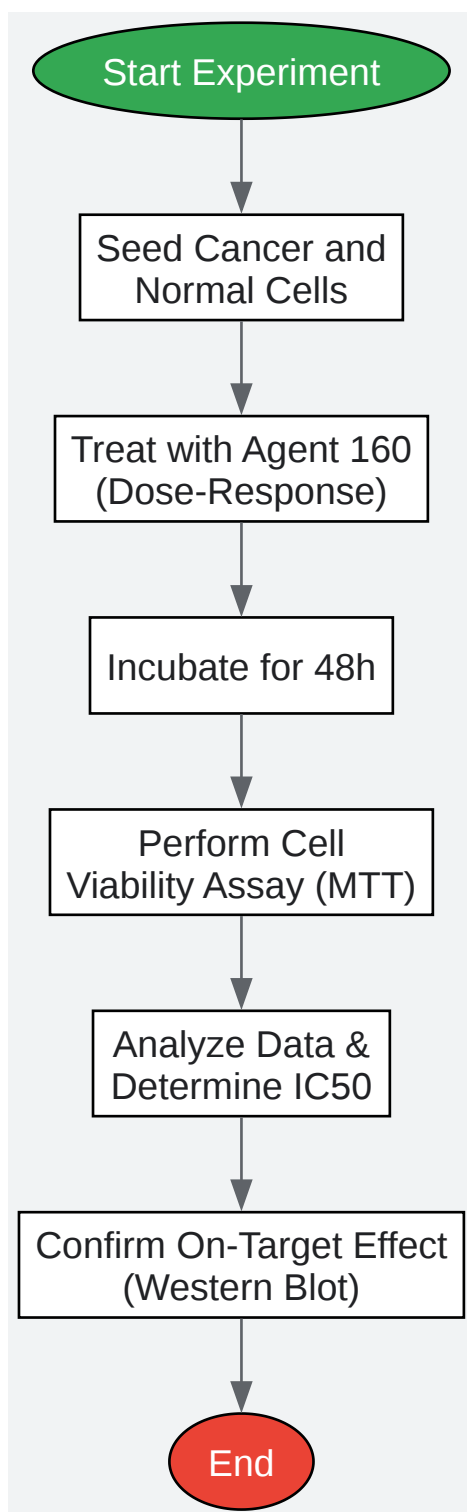 Start Experiment
Seed Cancer and
Normal Cells
Treat with Agent 160
(Dose-Response)
Incubate for 48h
Perform Cell
Viability Assay (MTT)
Analyze Data &
Determine IC50
Confirm On-Target Effect
(Western Blot)
End